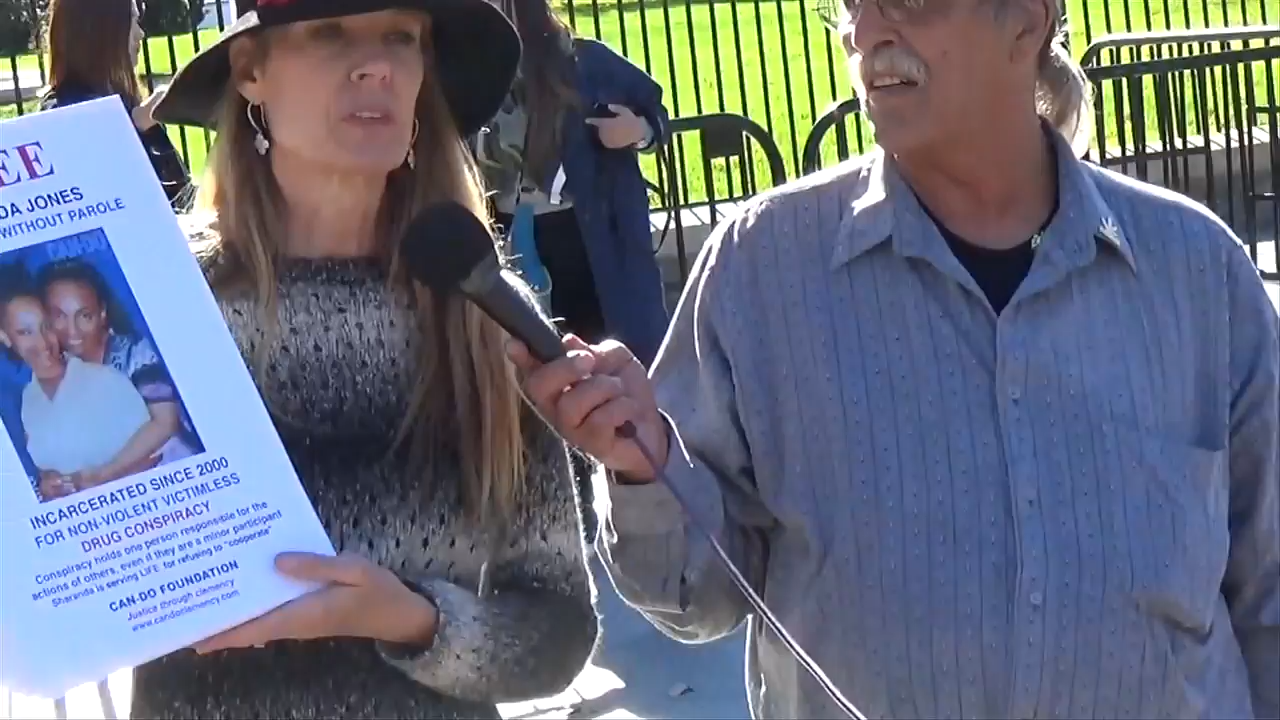 EE
DA JONES
WITHOUT PAROLE
CAN-DO
INCARCERATED SINCE 2000
FOR NON-VIOLENT VICTIMLESS
DRUG CONSPIRACY
Conspiracy holds one person responsible for the
actions of others, even if they are a minor participant
Sharanda is serving LIFE for refusing to "cooperate"
CAN-DO FOUNDATION
Justice through clemency
www.candoclemency.com